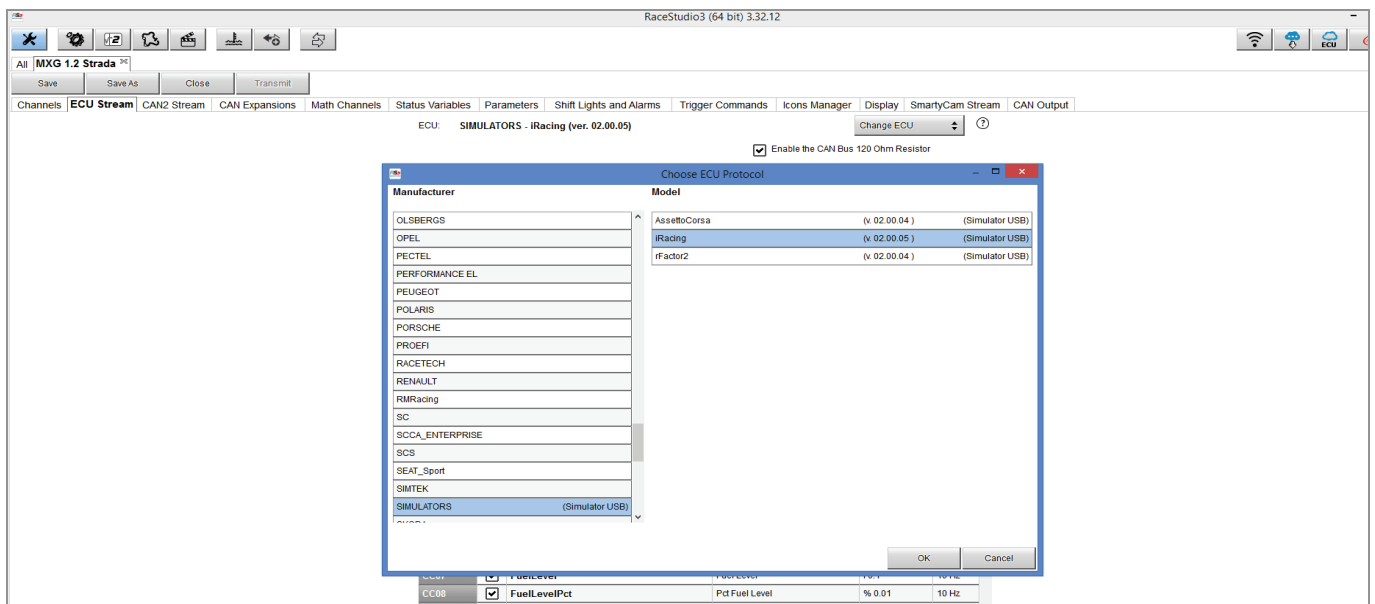 RaceStudio3 (64 bit) 3.32.12
ECU
All MXG 1.2 Strada
Save Save As Close Transmit
Channels ECU Stream CAN2 Stream CAN Expansions Math Channels Status Variables Parameters Shift Lights and Alarms Trigger Commands Icons Manager Display SmartyCam Stream CAN Output
ECU: SIMULATORS - iRacing (ver. 02.00.05) Change ECU ?
Enable the CAN Bus 120 Ohm Resistor
Choose ECU Protocol
Manufacturer Model
OLSBERGS AssettoCorsa (v. 02.00.04 ) (Simulator USB)
OPEL iRacing (v. 02.00.05 ) (Simulator USB)
PECTEL rFactor2 (v. 02.00.04 ) (Simulator USB)
PERFORMANCE EL
PEUGEOT
POLARIS
PORSCHE
PROEFI
RACETECH
RENAULT
RMRacing
SC
SCCA_ENTERPRISE
SCS
SEAT_Sport
SIMTEK
SIMULATORS (Simulator USB)
OK Cancel
CC08 FuelLevelPct Pct Fuel Level % 0.01 10 Hz